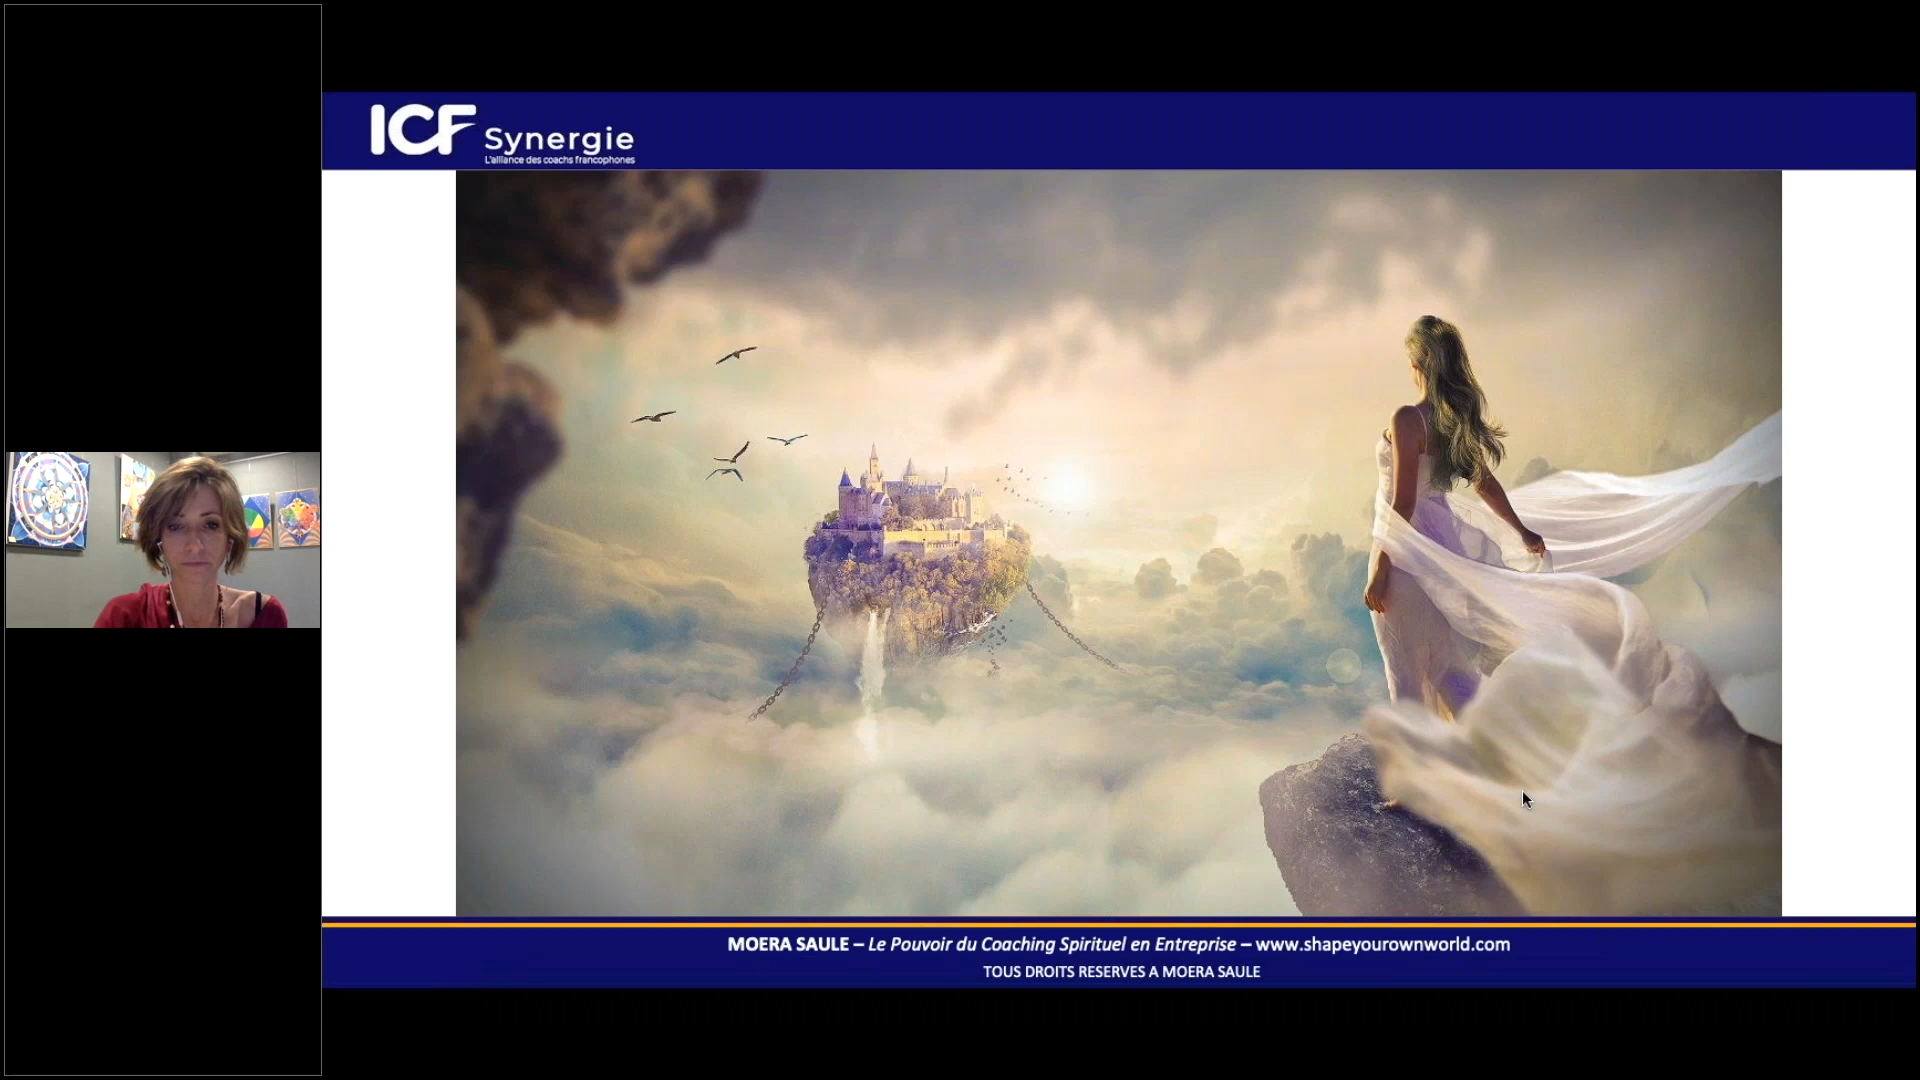 ICF Synergie
L'alliance des coachs francophones
MOERA SAULE – Le Pouvoir du Coaching Spirituel en Entreprise – www.shapeyourownworld.com
TOUS DROITS RESERVES A MOERA SAULE